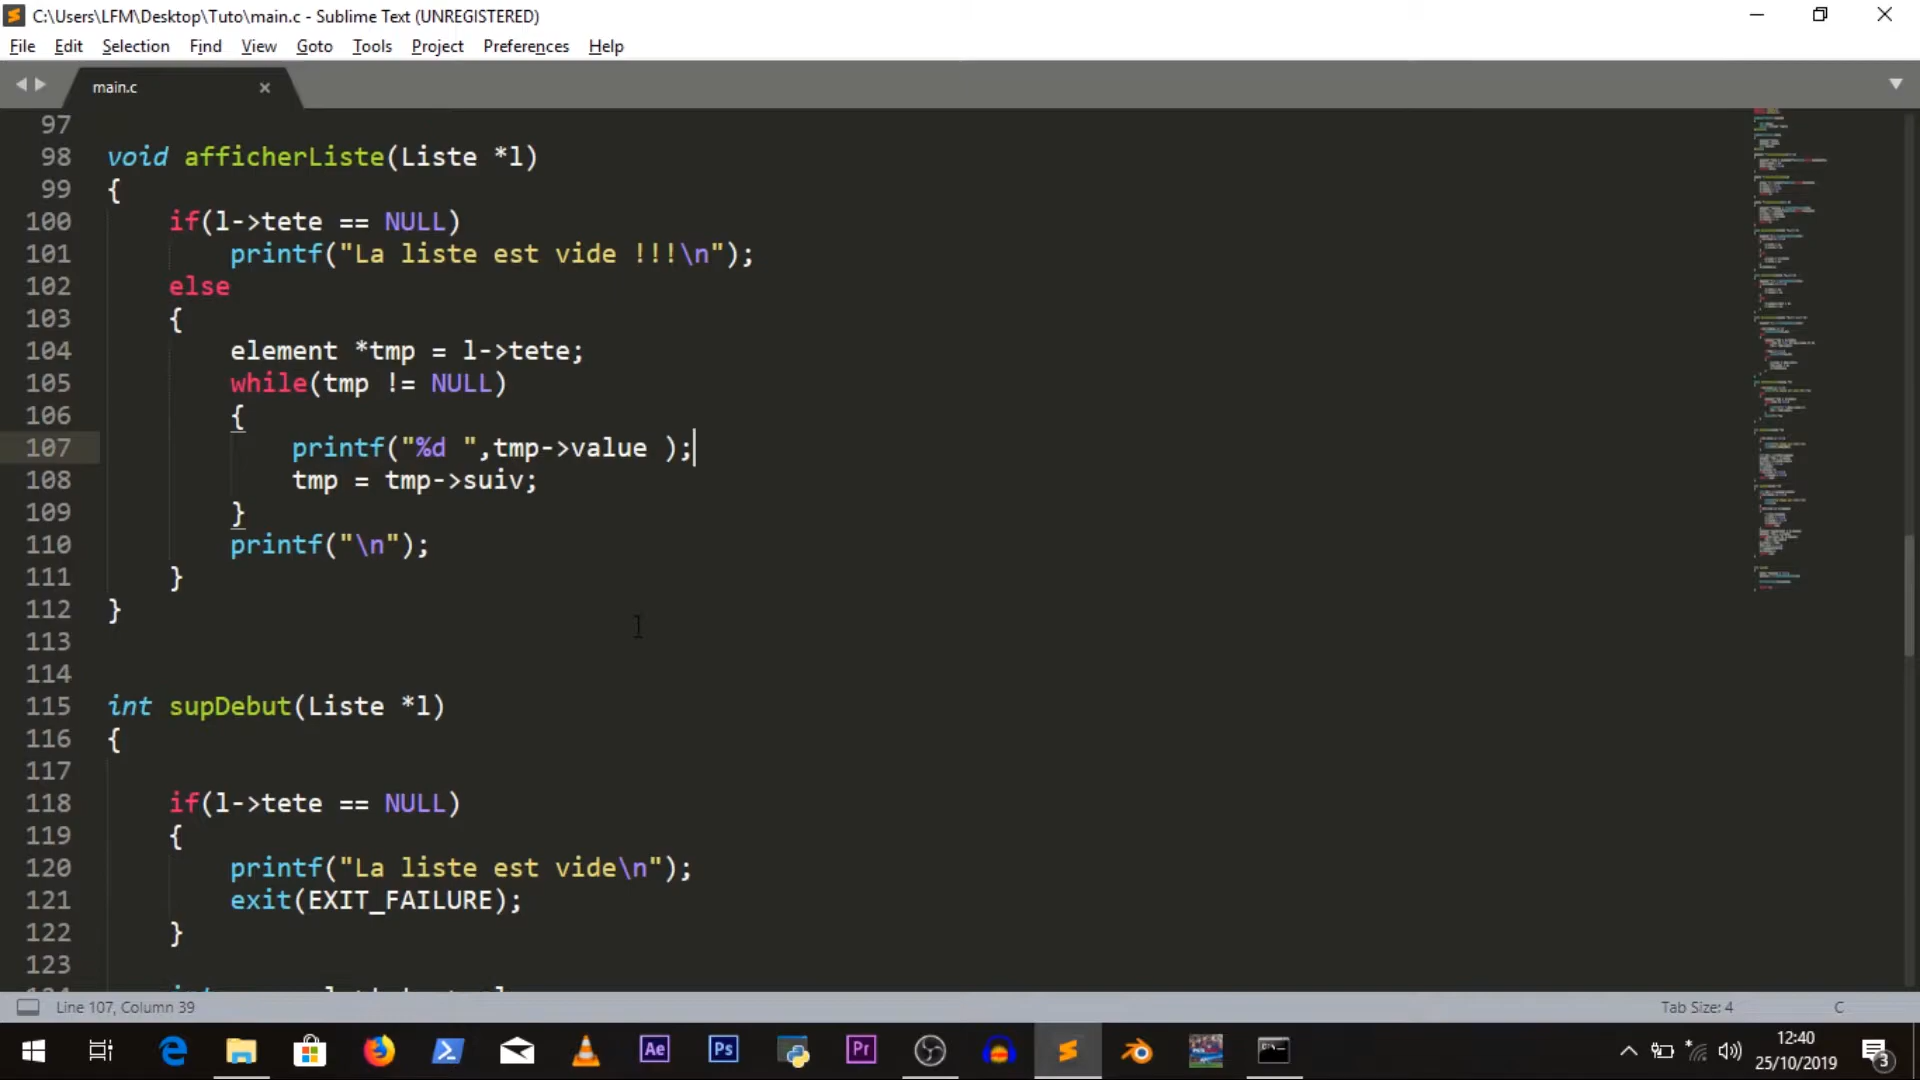 C:\Users\LFM\Desktop\Tuto\main.c - Sublime Text (UNREGISTERED)
File Edit Selection Find View Goto Tools Project Preferences Help
main.c
97
98 void afficherListe(Liste *l)
99 {
100 if(l->tete == NULL)
101 printf("La liste est vide !!!\n");
102 else
103 {
104 element *tmp = l->tete;
105 while(tmp != NULL)
106 {
107 printf("%d ",tmp->value );
108 tmp = tmp->suiv;
109 }
110 printf("\n");
111 }
112 }
113
114
115 int supDebut(Liste *l)
116 {
117
118 if(l->tete == NULL)
119 {
120 printf("La liste est vide\n");
121 exit(EXIT_FAILURE);
122 }
123
Line 107, Column 39
Tab Size: 4
C
Ae
Ps
Pr
12:40
25/10/2019
3